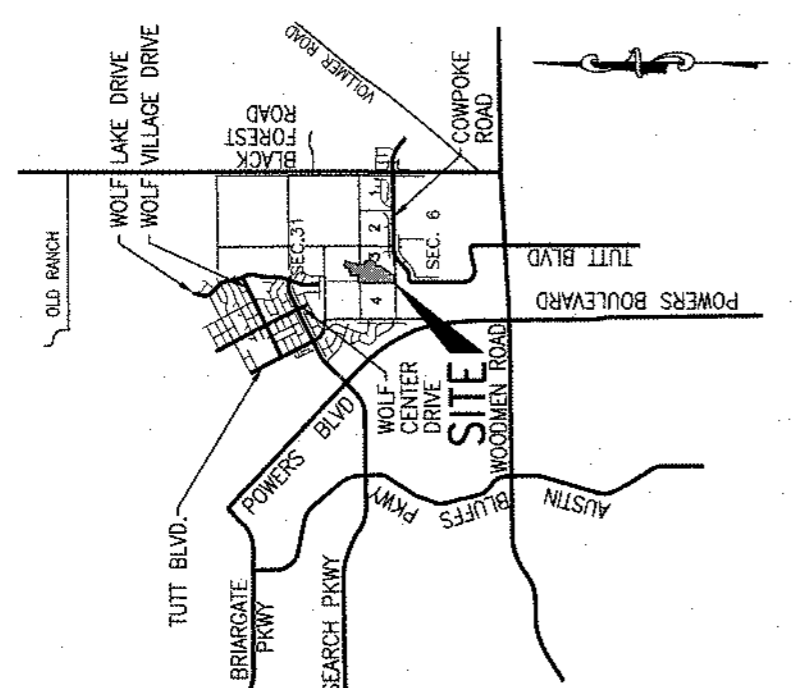 WOLF LAKE DRIVE
WOLF VILLAGE DRIVE
BLACK
FOREST
ROAD
VOLLMER ROAD
COWPOKE
ROAD
OLD RANCH
SEC.31
1
2
3
4
SEC. 6
TUTT BLVD
POWERS BOULEVARD
SITE
WOODMEN ROAD
WOLF
CENTER
DRIVE
POWERS BLVD
TUTT BLVD.
AUSTIN BLUFFS PKWY
BRIARGATE
PKWY
SEARCH PKWY